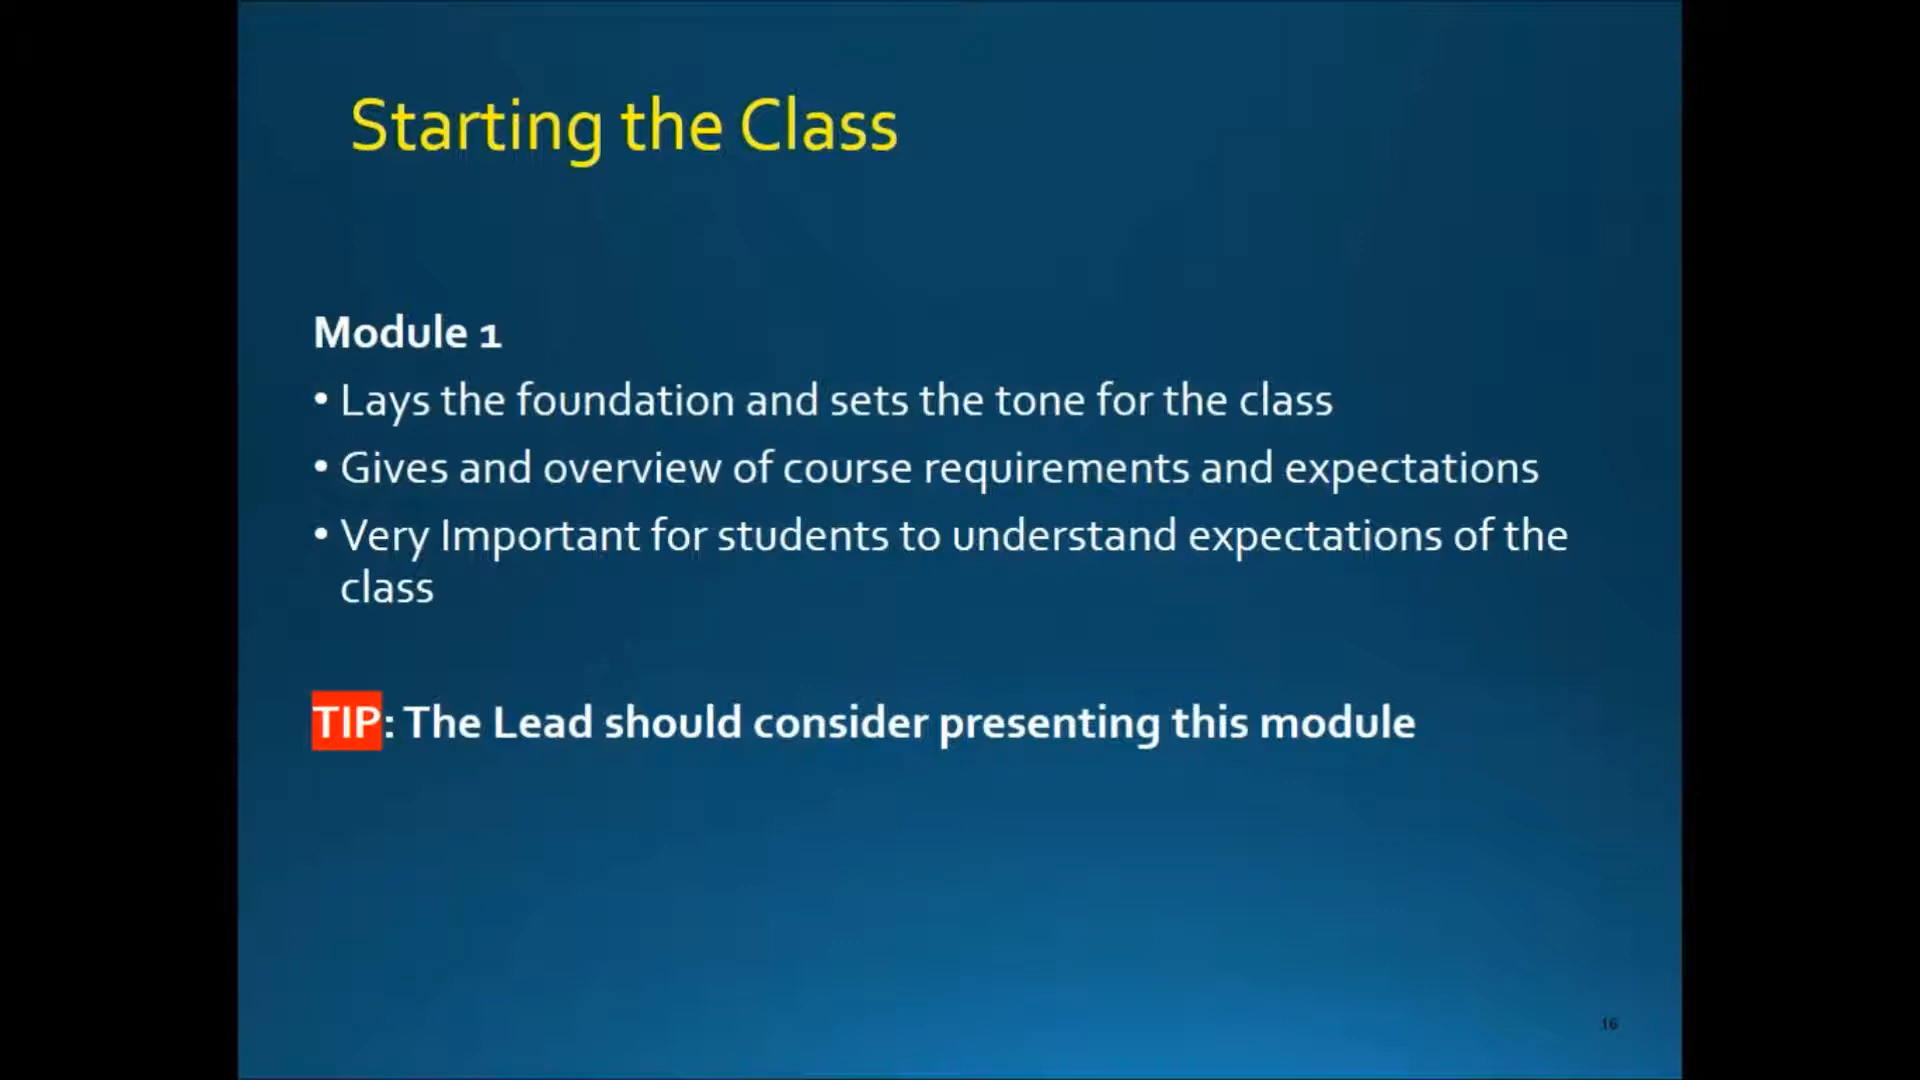 Starting the Class
Module 1
• Lays the foundation and sets the tone for the class
• Gives and overview of course requirements and expectations
• Very Important for students to understand expectations of the
class
TIP: The Lead should consider presenting this module
16